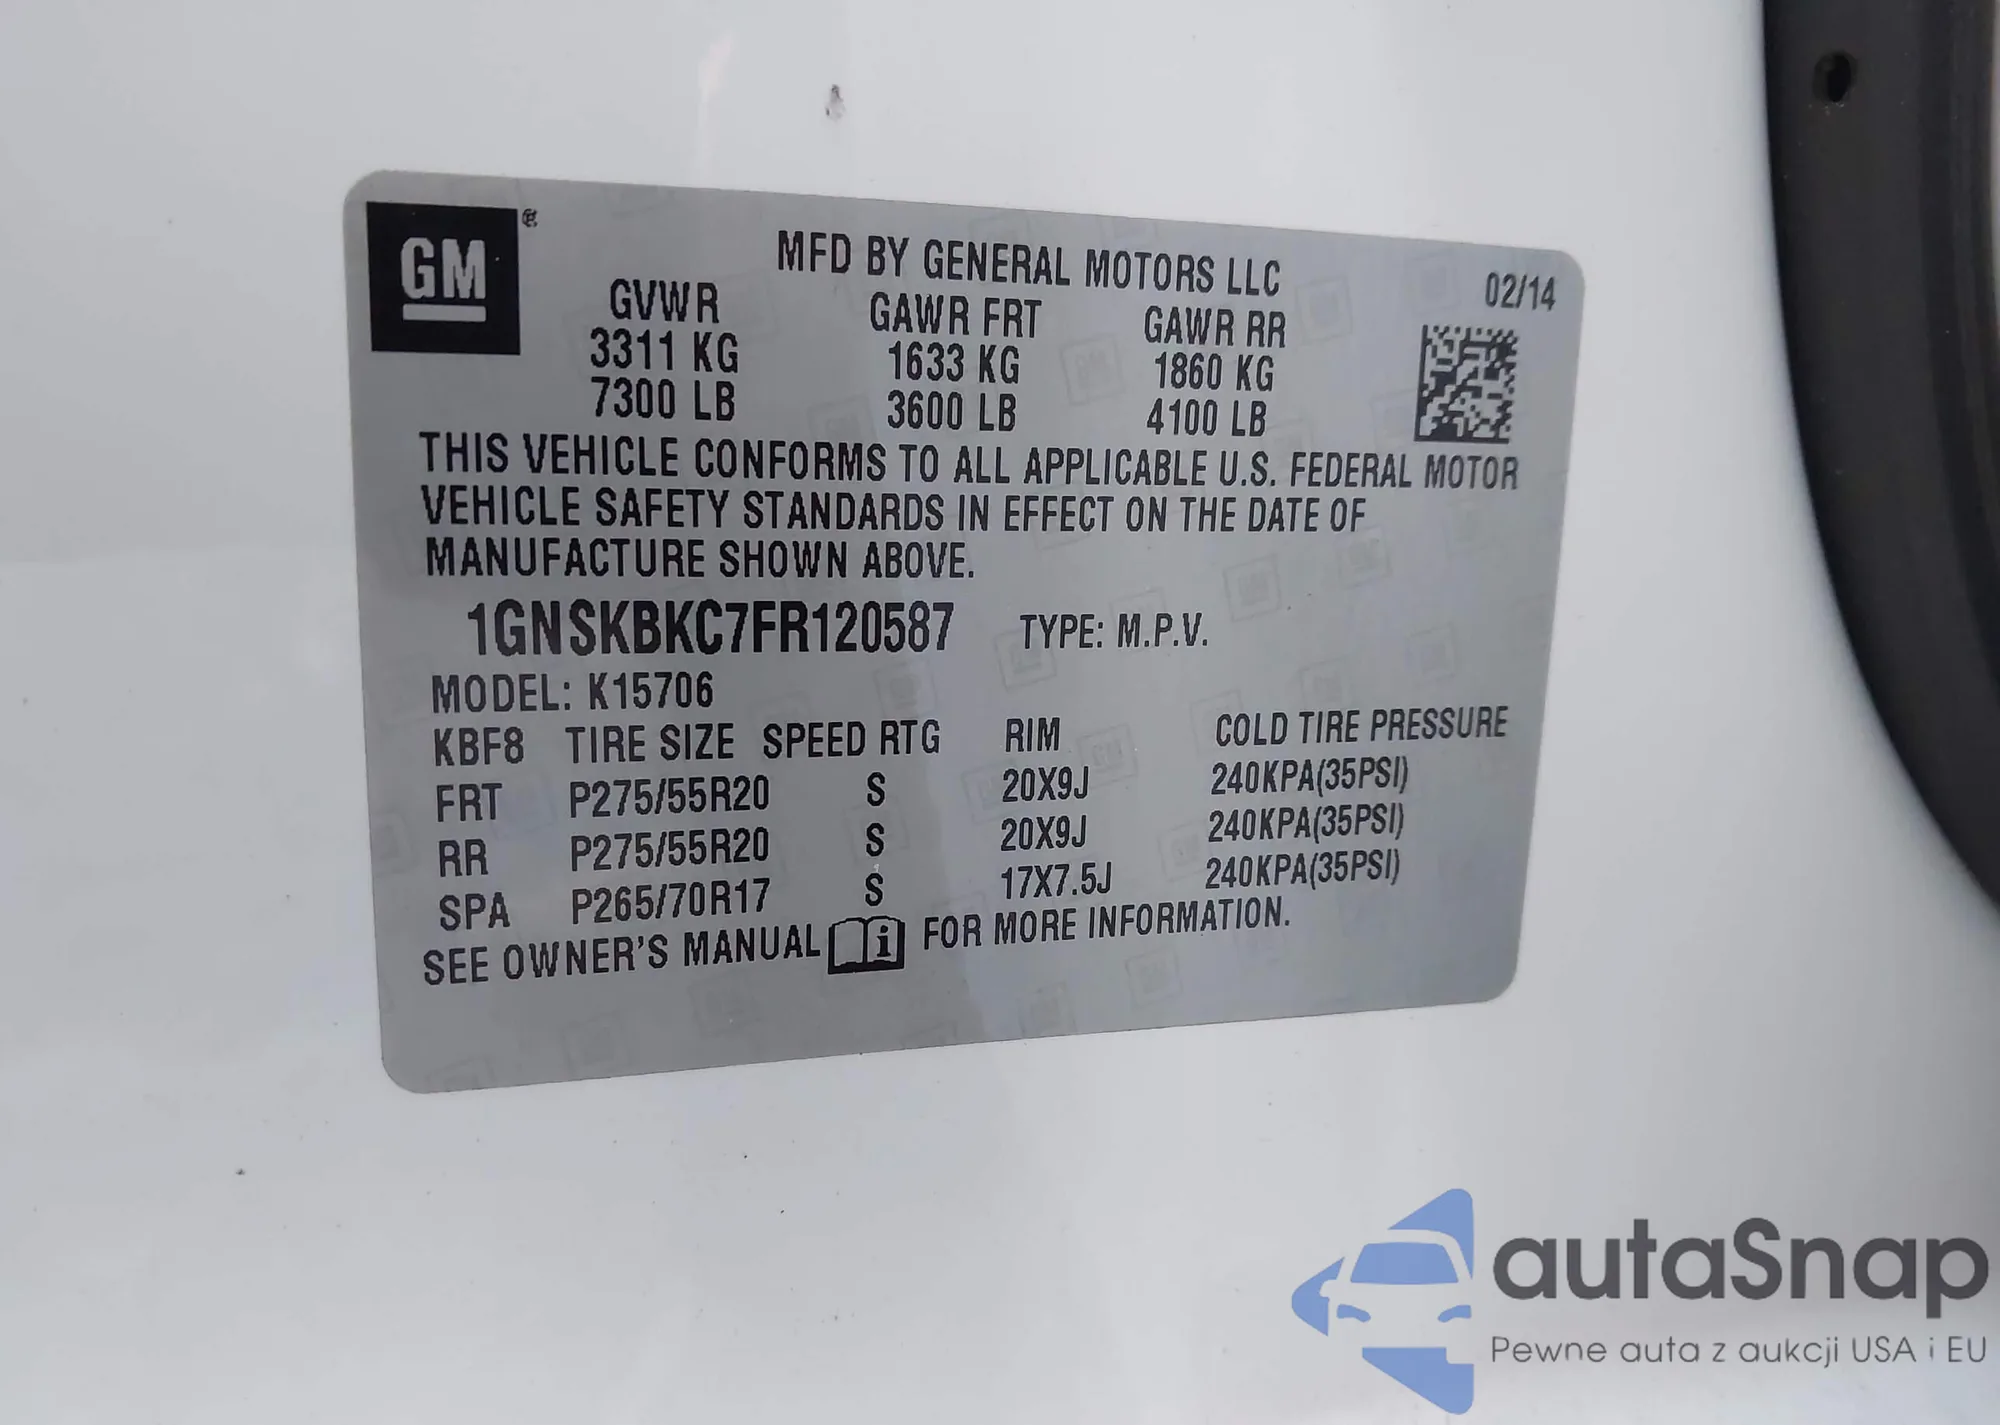 GM®
MFD BY GENERAL MOTORS LLC
02/14
GVWR GAWR FRT GAWR RR
3311 KG 1633 KG 1860 KG
7300 LB 3600 LB 4100 LB
THIS VEHICLE CONFORMS TO ALL APPLICABLE U.S. FEDERAL MOTOR
VEHICLE SAFETY STANDARDS IN EFFECT ON THE DATE OF
MANUFACTURE SHOWN ABOVE.
1GNSKBKC7FR120587 TYPE: M.P.V.
MODEL: K15706
KBF8 TIRE SIZE SPEED RTG RIM COLD TIRE PRESSURE
FRT P275/55R20 S 20X9J 240KPA(35PSI)
RR P275/55R20 S 20X9J 240KPA(35PSI)
SPA P265/70R17 S 17X7.5J 240KPA(35PSI)
SEE OWNER'S MANUAL i FOR MORE INFORMATION.
autaSnap
Pewne auta z aukcji USA i EU